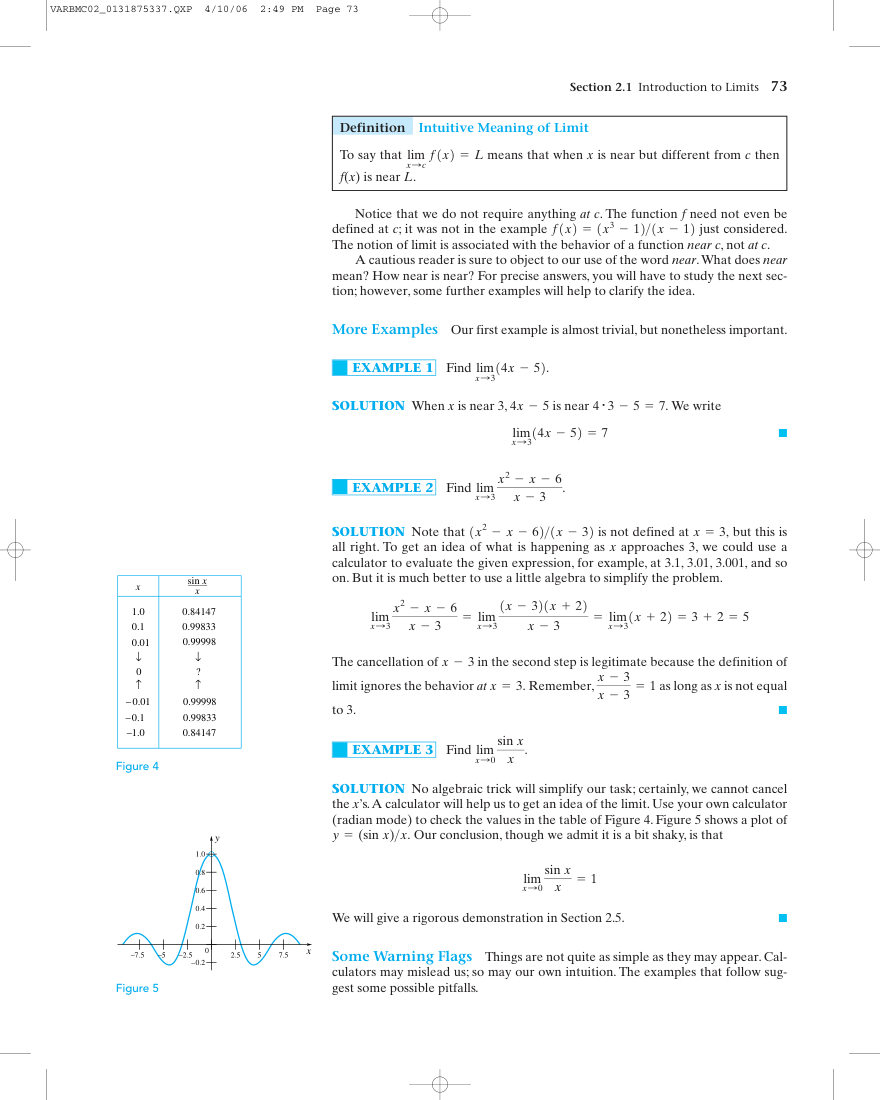 VARBMC02_0131875337.QXP 4/10/06 2:49 PM Page 73
Section 2.1 Introduction to Limits 73
Definition Intuitive Meaning of Limit
To say that lim x→c f(x) = L means that when x is near but different from c then
f(x) is near L.
Notice that we do not require anything at c. The function f need not even be
defined at c; it was not in the example f(x) = (x³ − 1)/(x − 1) just considered.
The notion of limit is associated with the behavior of a function near c, not at c.
A cautious reader is sure to object to our use of the word near. What does near
mean? How near is near? For precise answers, you will have to study the next sec-
tion; however, some further examples will help to clarify the idea.
More Examples Our first example is almost trivial, but nonetheless important.
EXAMPLE 1 Find lim x→3 (4x − 5).
SOLUTION When x is near 3, 4x − 5 is near 4 · 3 − 5 = 7. We write
lim x→3 (4x − 5) = 7
EXAMPLE 2 Find lim x→3 (x² − x − 6)/(x − 3).
SOLUTION Note that (x² − x − 6)/(x − 3) is not defined at x = 3, but this is
all right. To get an idea of what is happening as x approaches 3, we could use a
calculator to evaluate the given expression, for example, at 3.1, 3.01, 3.001, and so
on. But it is much better to use a little algebra to simplify the problem.
lim x→3 (x² − x − 6)/(x − 3) = lim x→3 (x − 3)(x + 2)/(x − 3) = lim x→3 (x + 2) = 3 + 2 = 5
The cancellation of x − 3 in the second step is legitimate because the definition of
limit ignores the behavior at x = 3. Remember, (x − 3)/(x − 3) = 1 as long as x is not equal
to 3.
EXAMPLE 3 Find lim x→0 sin x/x.
SOLUTION No algebraic trick will simplify our task; certainly, we cannot cancel
the x's. A calculator will help us to get an idea of the limit. Use your own calculator
(radian mode) to check the values in the table of Figure 4. Figure 5 shows a plot of
y = (sin x)/x. Our conclusion, though we admit it is a bit shaky, is that
lim x→0 sin x/x = 1
We will give a rigorous demonstration in Section 2.5.
Some Warning Flags Things are not quite as simple as they may appear. Cal-
culators may mislead us; so may our own intuition. The examples that follow sug-
gest some possible pitfalls.
x sin x/x
1.0 0.84147
0.1 0.99833
0.01 0.99998
↓ ↓
0 ?
↑ ↑
−0.01 0.99998
−0.1 0.99833
−1.0 0.84147
Figure 4
y
1.0
0.8
0.6
0.4
0.2
−7.5 −5 −2.5 0 2.5 5 7.5 x
−0.2
Figure 5